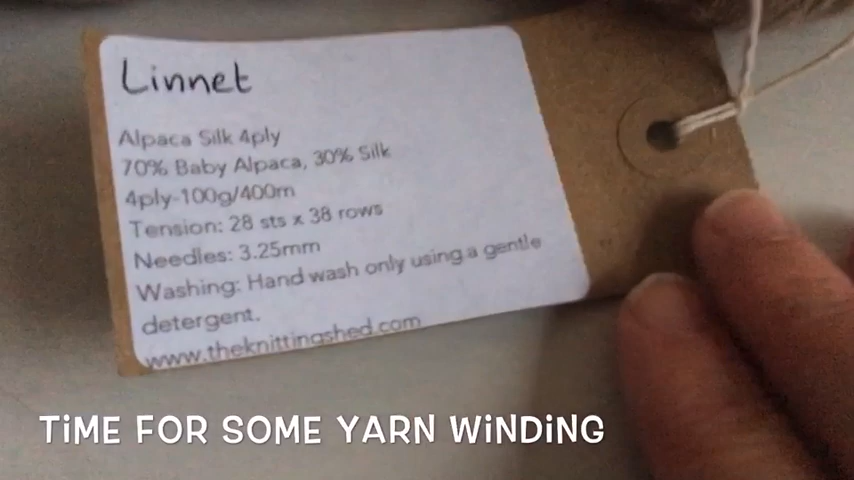 Linnet
Alpaca Silk 4ply
70% Baby Alpaca, 30% Silk
4ply-100g/400m
Tension: 28 sts x 38 rows
Needles: 3.25mm
Washing: Hand wash only using a gentle
detergent.
www.theknittingshed.com
TiME FOR SOME YARN WiNDiNG